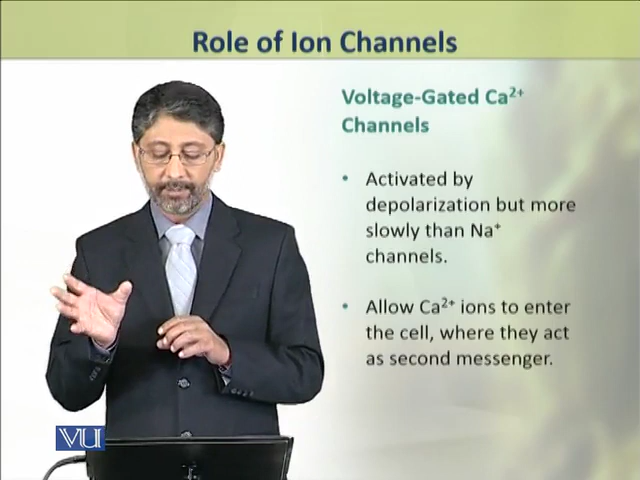 Role of Ion Channels
Voltage-Gated Ca²⁺
Channels
• Activated by
depolarization but more
slowly than Na⁺
channels.
• Allow Ca²⁺ ions to enter
the cell, where they act
as second messenger.
VU